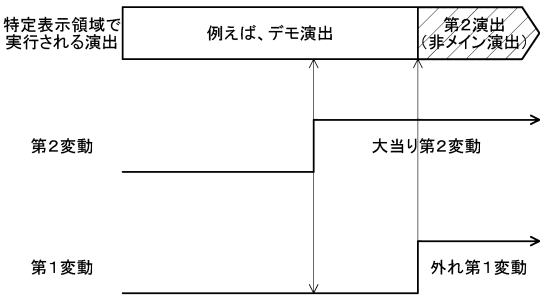 特定表示領域で
実行される演出
例えば、デモ演出
第２演出
(非メイン演出)
第２変動
大当り第２変動
第１変動
外れ第１変動